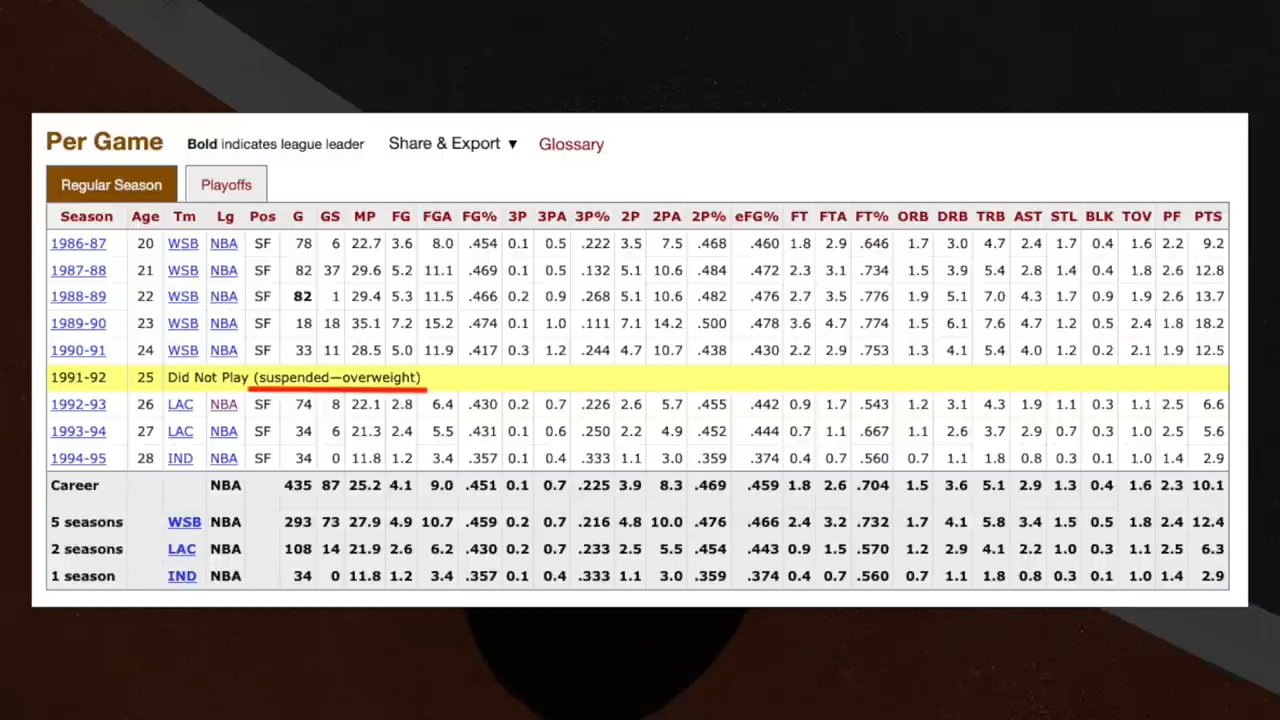 Per Game Bold indicates league leader Share & Export ▼ Glossary
Regular Season Playoffs
Season Age Tm Lg Pos G GS MP FG FGA FG% 3P 3PA 3P% 2P 2PA 2P% eFG% FT FTA FT% ORB DRB TRB AST STL BLK TOV PF PTS
1986-87 20 WSB NBA SF 78 6 22.7 3.6 8.0 .454 0.1 0.5 .222 3.5 7.5 .468 .460 1.8 2.9 .646 1.7 3.0 4.7 2.4 1.7 0.4 1.6 2.2 9.2
1987-88 21 WSB NBA SF 82 37 29.6 5.2 11.1 .469 0.1 0.5 .132 5.1 10.6 .484 .472 2.3 3.1 .734 1.5 3.9 5.4 2.8 1.4 0.4 1.8 2.6 12.8
1988-89 22 WSB NBA SF 82 1 29.4 5.3 11.5 .466 0.2 0.9 .268 5.1 10.6 .482 .476 2.7 3.5 .776 1.9 5.1 7.0 4.3 1.7 0.9 1.9 2.6 13.7
1989-90 23 WSB NBA SF 18 18 35.1 7.2 15.2 .474 0.1 1.0 .111 7.1 14.2 .500 .478 3.6 4.7 .774 1.5 6.1 7.6 4.7 1.2 0.5 2.4 1.8 18.2
1990-91 24 WSB NBA SF 33 11 28.5 5.0 11.9 .417 0.3 1.2 .244 4.7 10.7 .438 .430 2.2 2.9 .753 1.3 4.1 5.4 4.0 1.2 0.2 2.1 1.9 12.5
1991-92 25 Did Not Play (suspended—overweight)
1992-93 26 LAC NBA SF 74 8 22.1 2.8 6.4 .430 0.2 0.7 .226 2.6 5.7 .455 .442 0.9 1.7 .543 1.2 3.1 4.3 1.9 1.1 0.3 1.1 2.5 6.6
1993-94 27 LAC NBA SF 34 6 21.3 2.4 5.5 .431 0.1 0.6 .250 2.2 4.9 .452 .444 0.7 1.1 .667 1.1 2.6 3.7 2.9 0.7 0.3 1.0 2.5 5.6
1994-95 28 IND NBA SF 34 0 11.8 1.2 3.4 .357 0.1 0.4 .333 1.1 3.0 .359 .374 0.4 0.7 .560 0.7 1.1 1.8 0.8 0.3 0.1 1.0 1.4 2.9
Career NBA 435 87 25.2 4.1 9.0 .451 0.1 0.7 .225 3.9 8.3 .469 .459 1.8 2.6 .704 1.5 3.6 5.1 2.9 1.3 0.4 1.6 2.3 10.1
5 seasons WSB NBA 293 73 27.9 4.9 10.7 .459 0.2 0.7 .216 4.8 10.0 .476 .466 2.4 3.2 .732 1.7 4.1 5.8 3.4 1.5 0.5 1.8 2.4 12.4
2 seasons LAC NBA 108 14 21.9 2.6 6.2 .430 0.2 0.7 .233 2.5 5.5 .454 .443 0.9 1.5 .570 1.2 2.9 4.1 2.2 1.0 0.3 1.1 2.5 6.3
1 season IND NBA 34 0 11.8 1.2 3.4 .357 0.1 0.4 .333 1.1 3.0 .359 .374 0.4 0.7 .560 0.7 1.1 1.8 0.8 0.3 0.1 1.0 1.4 2.9